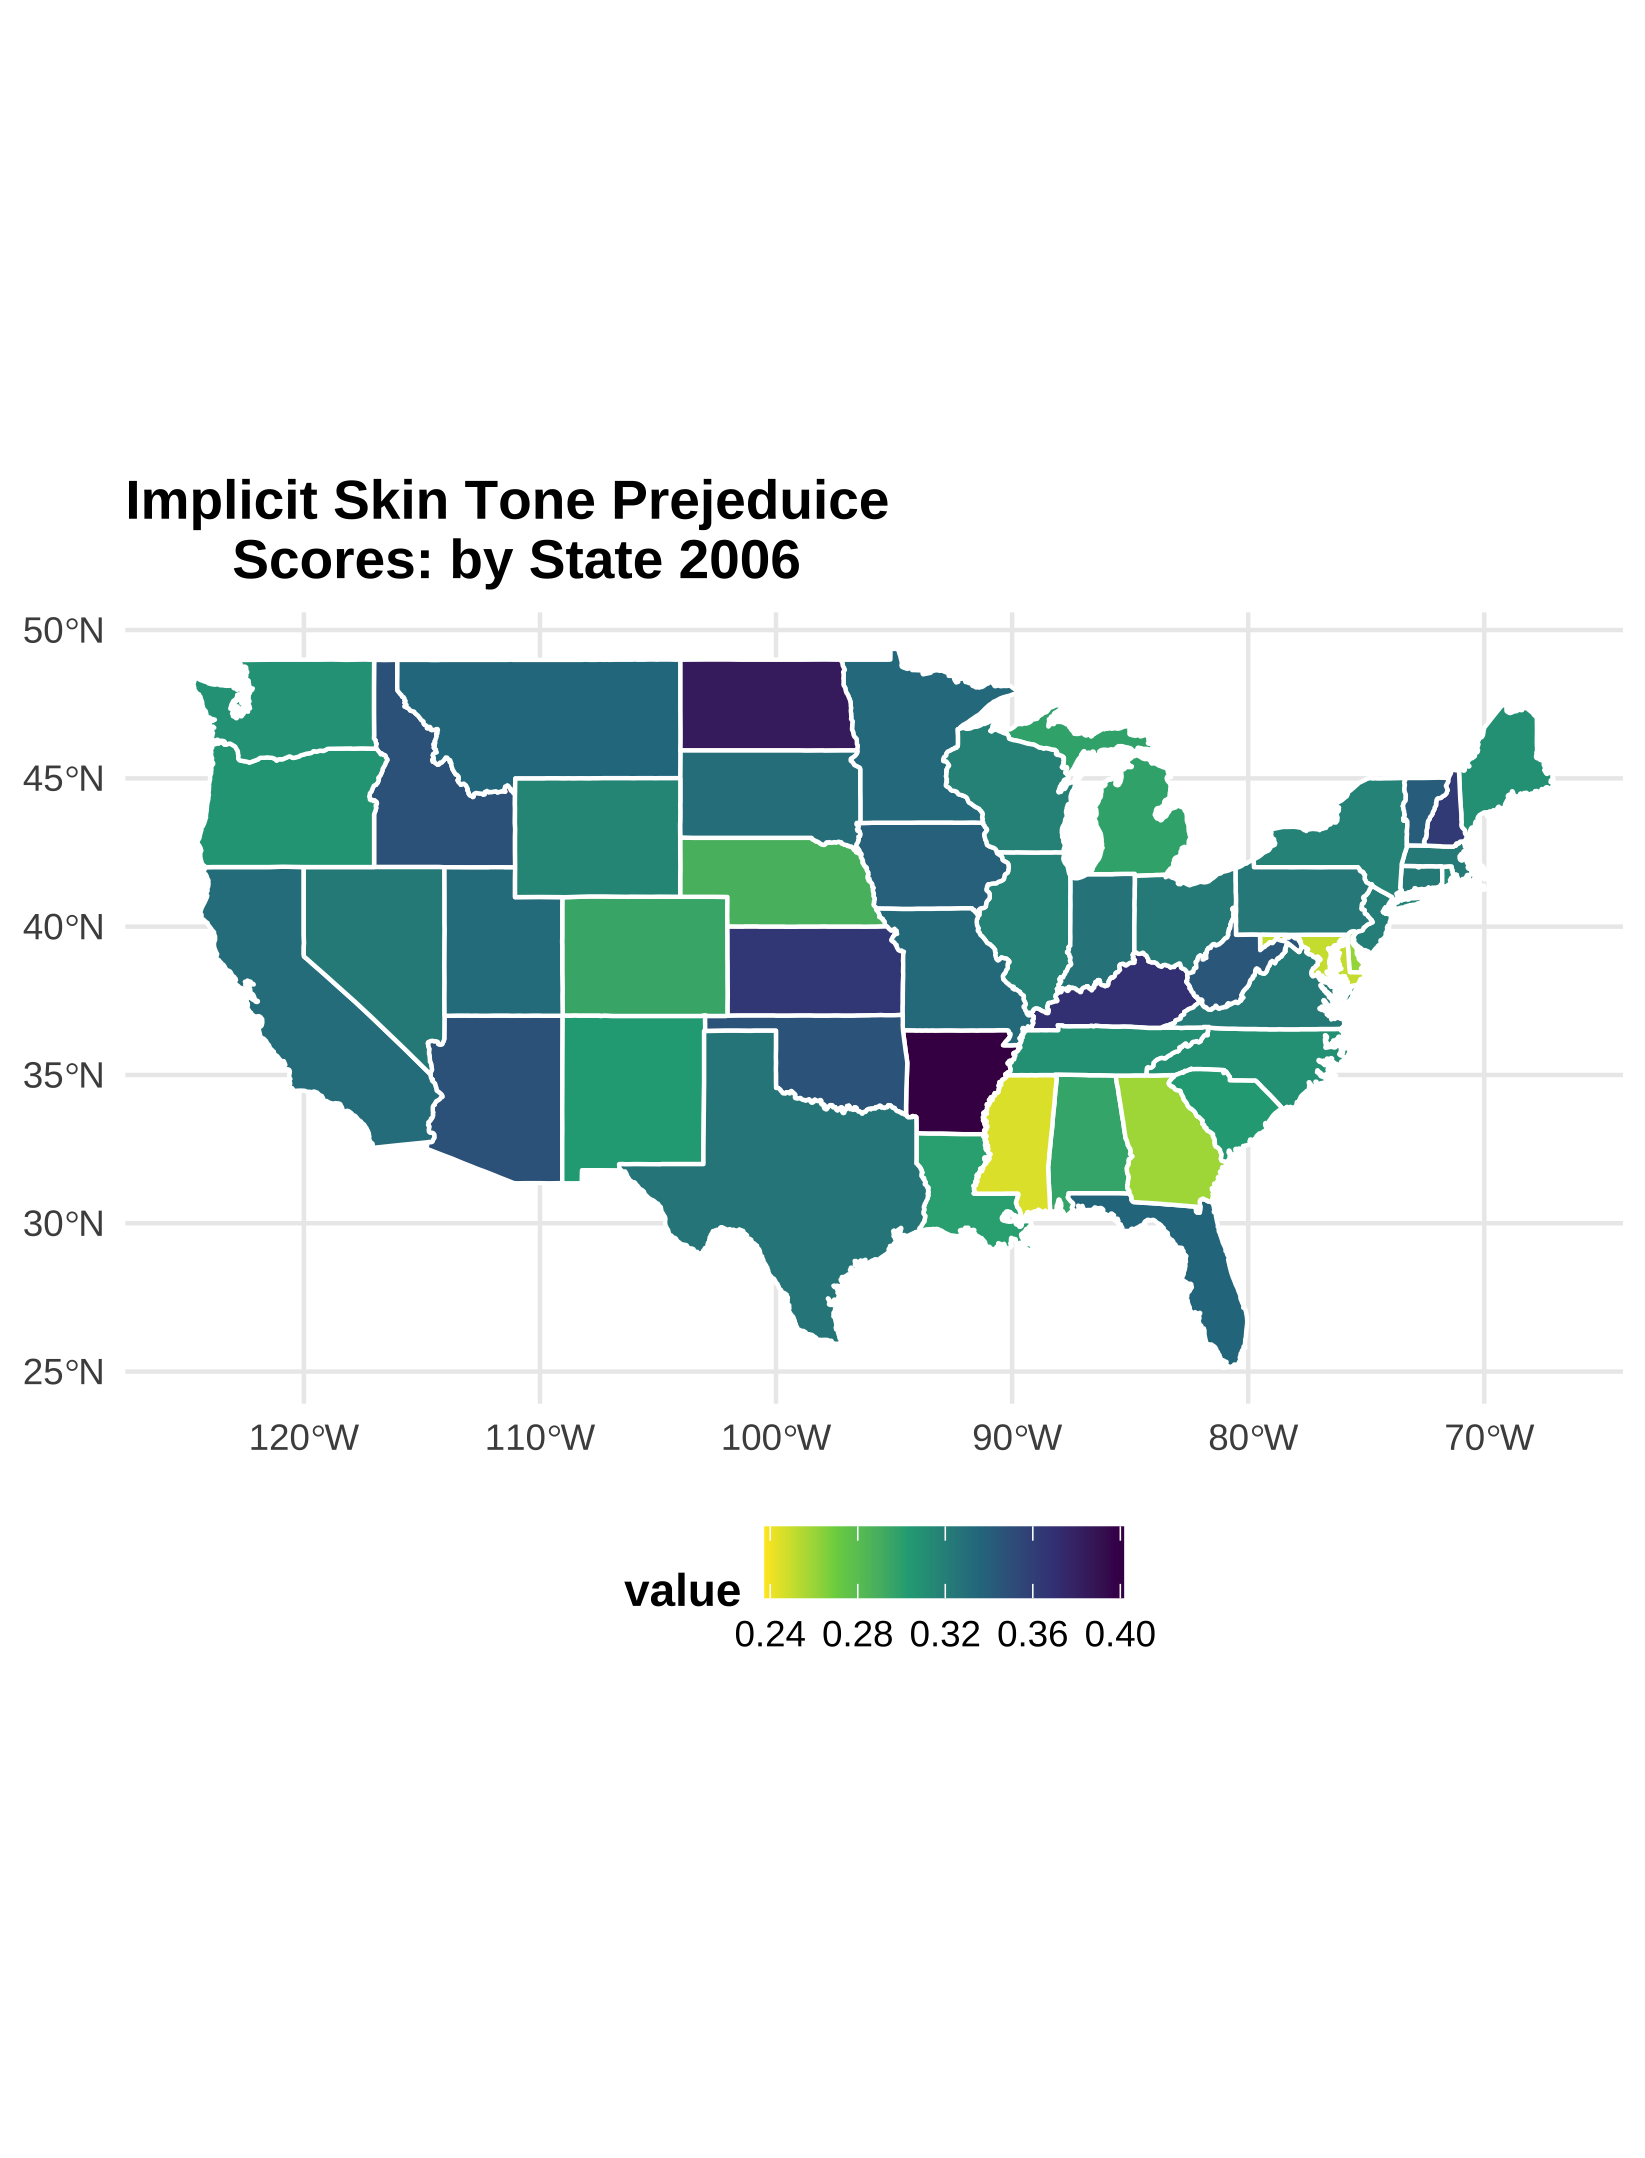 Implicit Skin Tone Prejeduice
Scores: by State 2006
50°N
45°N
40°N
35°N
30°N
25°N
120°W 110°W 100°W 90°W 80°W 70°W
value
0.24 0.28 0.32 0.36 0.40